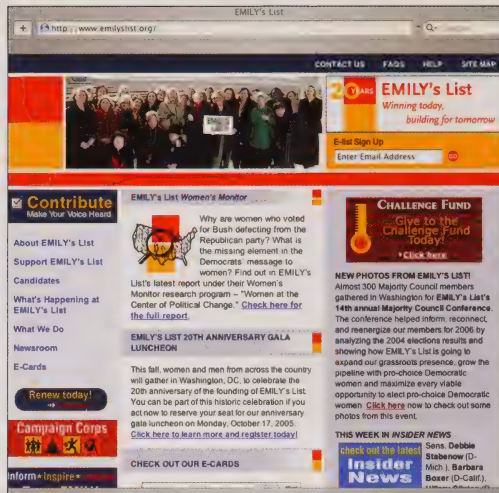 EMILY's List
http://www.emilyslist.org/
Q-
CONTACT US FAQS HELP SITE MAP
20 YEARS
EMILY's List
Winning today,
building for tomorrow
E-list Sign Up
Enter Email Address
GO
Contribute
Make Your Voice Heard
About EMILY's List
Support EMILY's List
Candidates
What's Happening at
EMILY's List
What We Do
Newsroom
E-Cards
Renew today!
Campaign Corps
Inform • Inspire •
EMILY's List Women's Monitor
Why are women who voted
for Bush defecting from the
Republican party? What is
the missing element in the
Democrats' message to
women? Find out in EMILY's
List's latest report under their Women's
Monitor research program – "Women at the
Center of Political Change." Check here for
the full report.
EMILY'S LIST 20TH ANNIVERSARY GALA
LUNCHEON
This fall, women and men from across the country
will gather in Washington, DC, to celebrate the
20th anniversary of the founding of EMILY's List.
You can be part of this historic celebration if you
act now to reserve your seat for our anniversary
gala luncheon on Monday, October 17, 2005.
Click here to learn more and register today!
CHECK OUT OUR E-CARDS
CHALLENGE FUND
Give to the
Challenge Fund
Today!
Click here
NEW PHOTOS FROM EMILY'S LIST!
Almost 300 Majority Council members
gathered in Washington for EMILY's List's
14th annual Majority Council Conference.
The conference helped inform, reconnect,
and reenergize our members for 2006 by
analyzing the 2004 elections results and
showing how EMILY's List is going to
expand our grassroots presence, grow the
pipeline with pro-choice Democratic
women and maximize every viable
opportunity to elect pro-choice Democratic
women. Click here now to check out some
photos from this event.
THIS WEEK IN INSIDER NEWS
check out the latest
Insider
News
Sens. Debbie
Stabenow (D-
Mich.), Barbara
Boxer (D-Calif.),